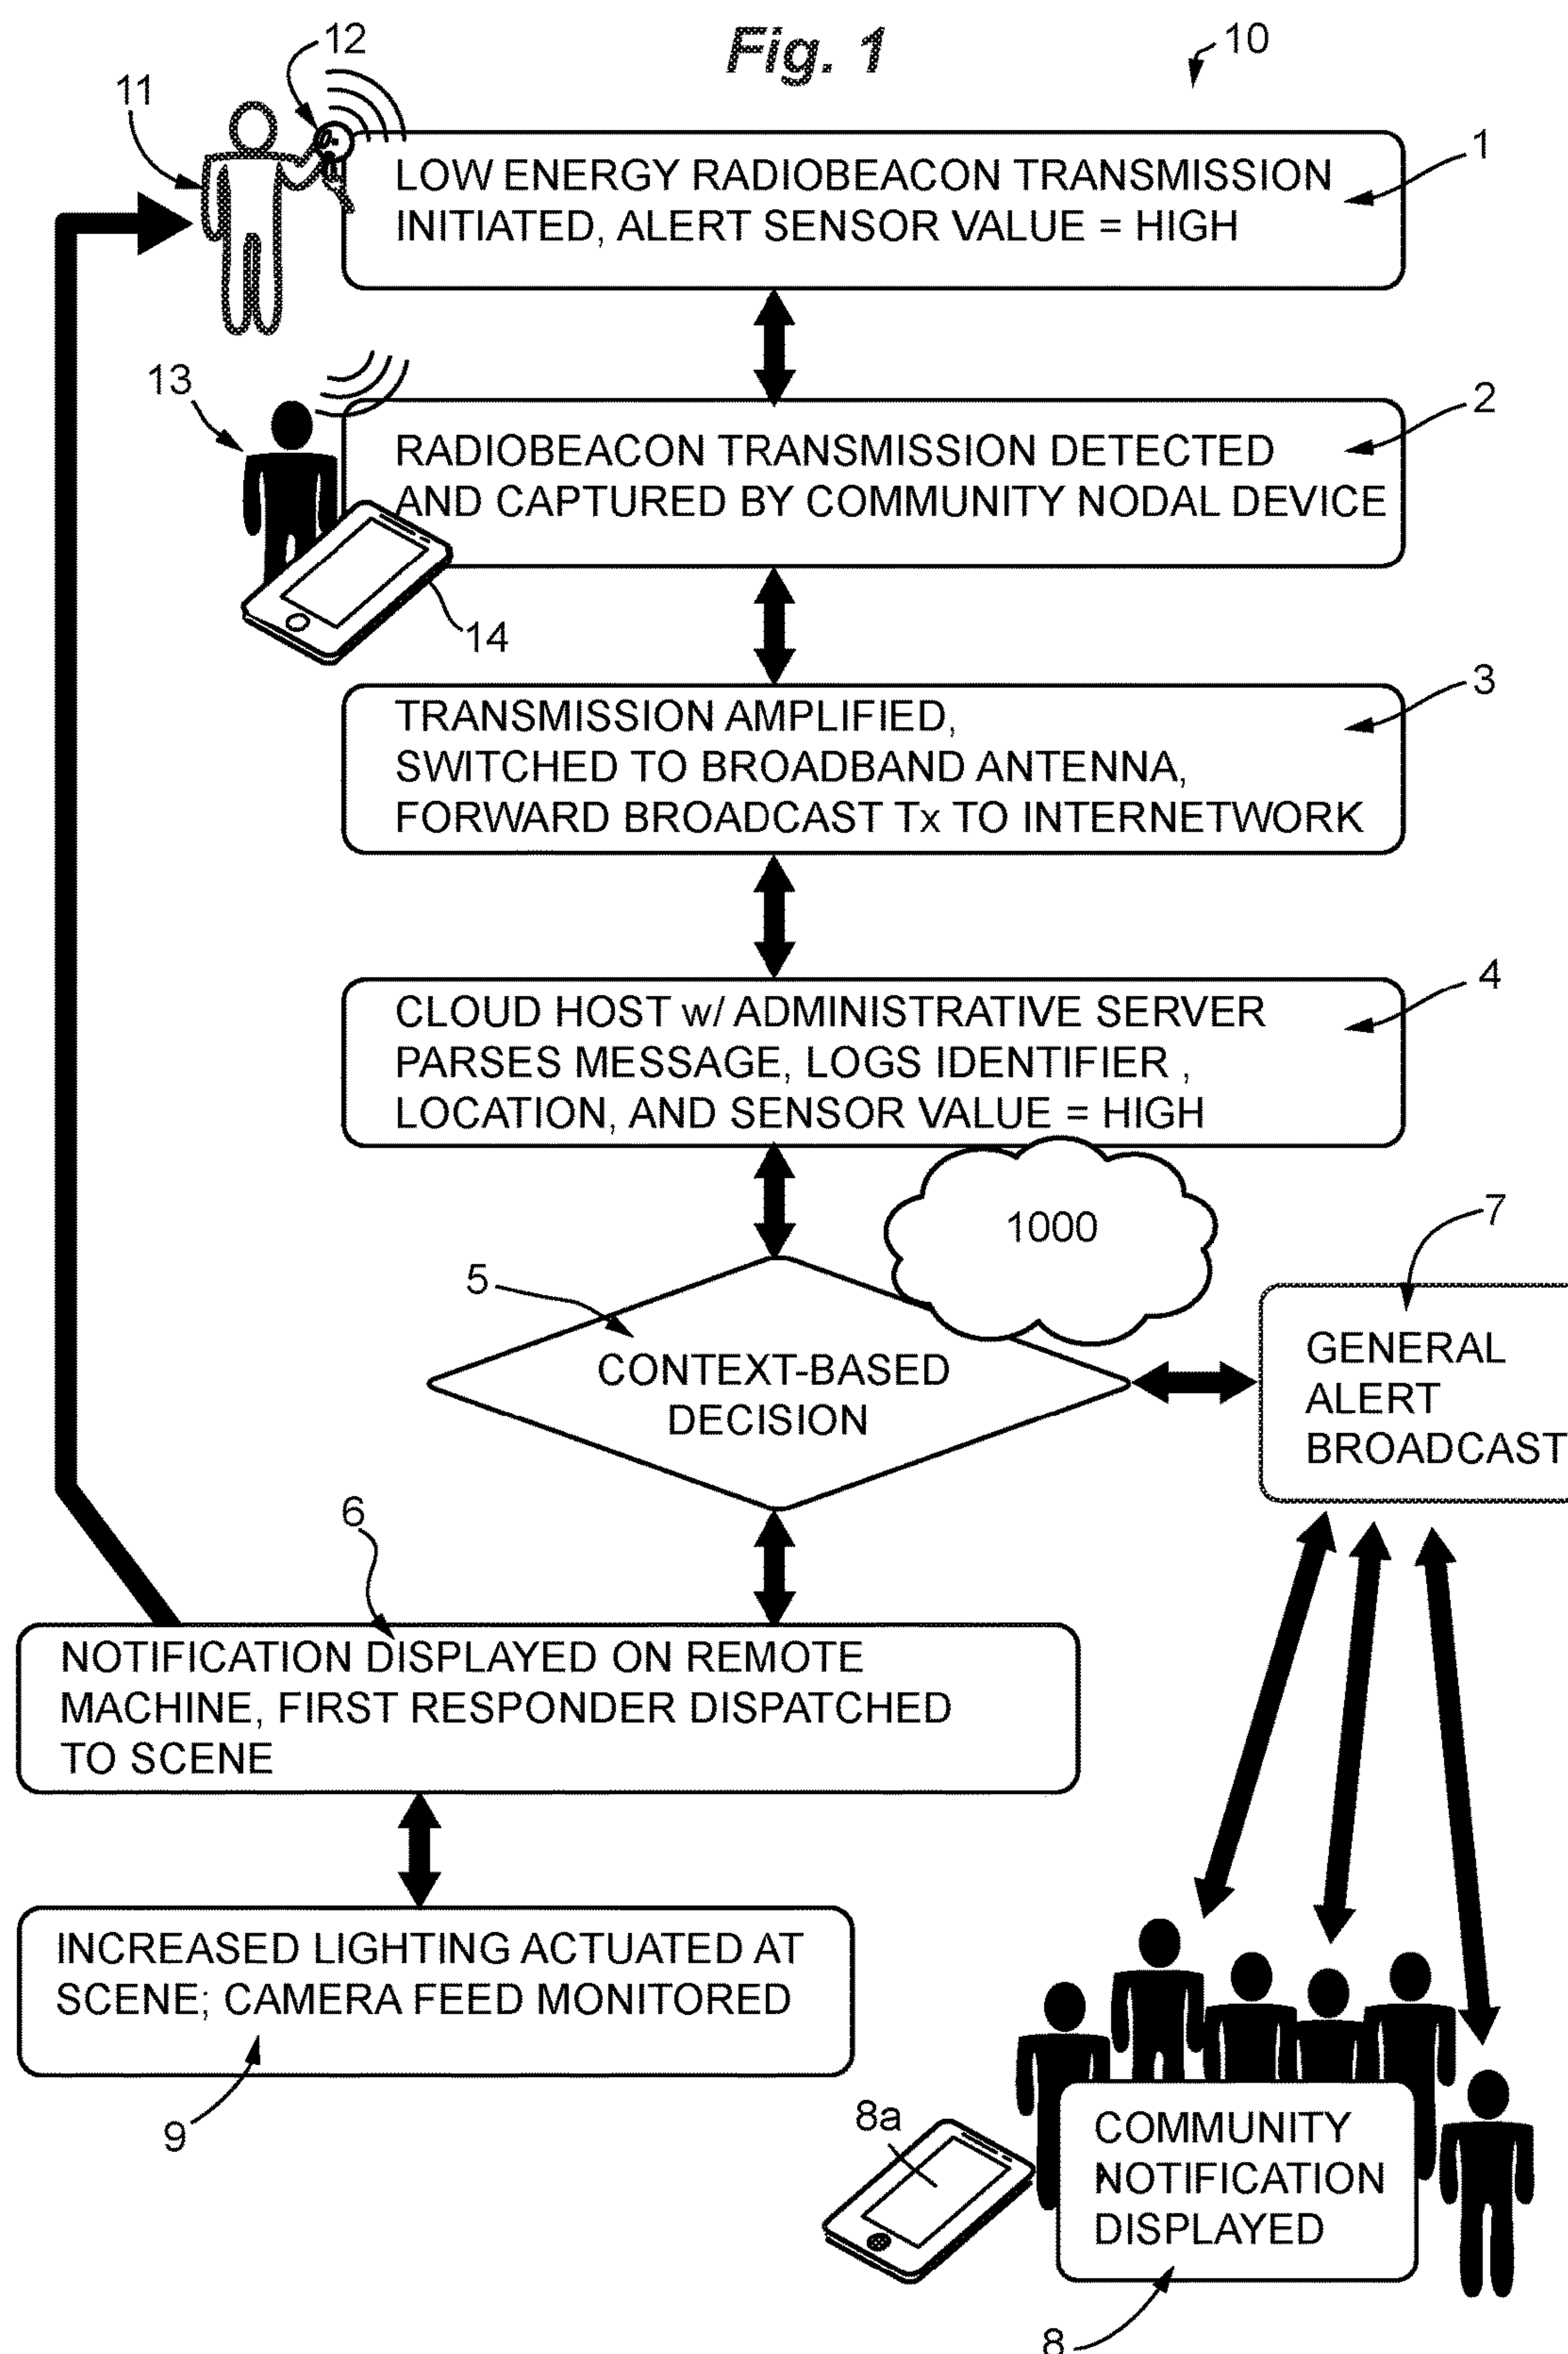 Fig. 1
10
12
11
1
LOW ENERGY RADIOBEACON TRANSMISSION
INITIATED, ALERT SENSOR VALUE = HIGH
13
2
RADIOBEACON TRANSMISSION DETECTED
AND CAPTURED BY COMMUNITY NODAL DEVICE
14
3
TRANSMISSION AMPLIFIED,
SWITCHED TO BROADBAND ANTENNA,
FORWARD BROADCAST Tx TO INTERNETWORK
4
CLOUD HOST w/ ADMINISTRATIVE SERVER
PARSES MESSAGE, LOGS IDENTIFIER ,
LOCATION, AND SENSOR VALUE = HIGH
1000
7
5
CONTEXT-BASED
DECISION
GENERAL
ALERT
BROADCAST
6
NOTIFICATION DISPLAYED ON REMOTE
MACHINE, FIRST RESPONDER DISPATCHED
TO SCENE
INCREASED LIGHTING ACTUATED AT
SCENE; CAMERA FEED MONITORED
9
8a
COMMUNITY
NOTIFICATION
DISPLAYED
8